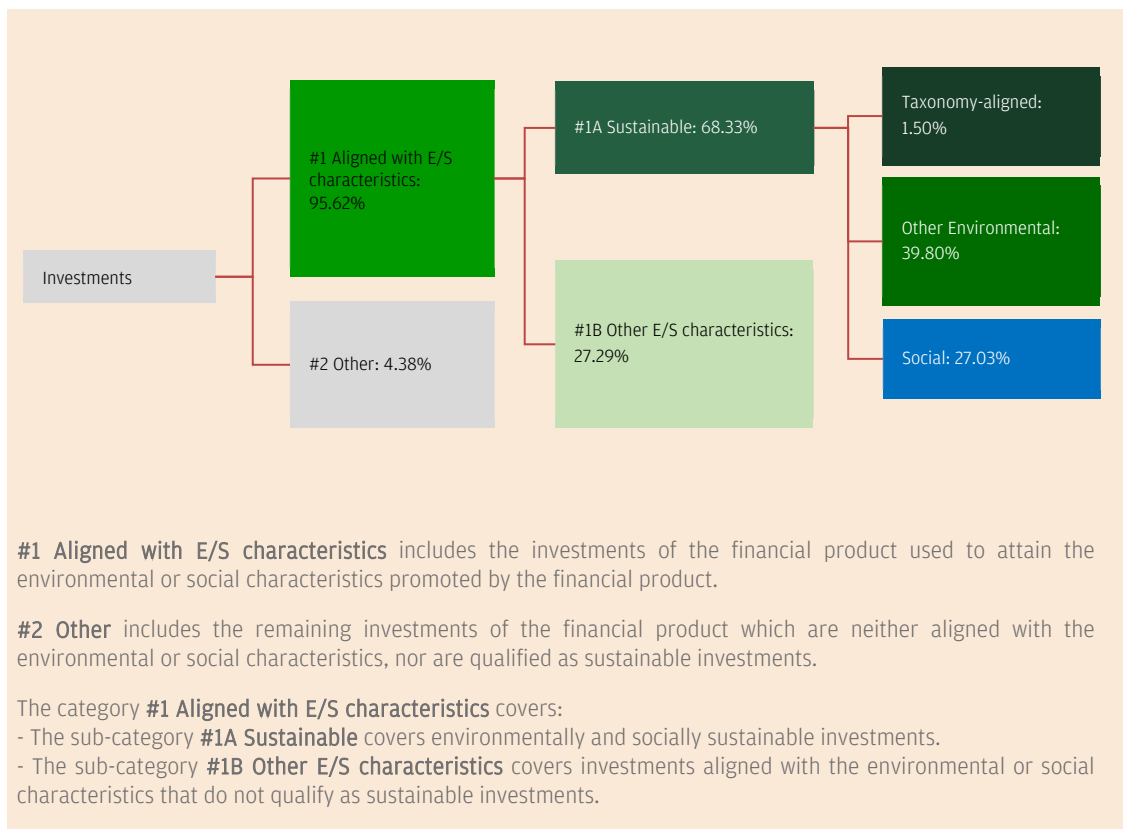 Investments
#1 Aligned with E/S
characteristics:
95.62%
#2 Other: 4.38%
#1A Sustainable: 68.33%
#1B Other E/S characteristics:
27.29%
Taxonomy-aligned:
1.50%
Other Environmental:
39.80%
Social: 27.03%
#1 Aligned with E/S characteristics includes the investments of the financial product used to attain the
environmental or social characteristics promoted by the financial product.
#2 Other includes the remaining investments of the financial product which are neither aligned with the
environmental or social characteristics, nor are qualified as sustainable investments.
The category #1 Aligned with E/S characteristics covers:
- The sub-category #1A Sustainable covers environmentally and socially sustainable investments.
- The sub-category #1B Other E/S characteristics covers investments aligned with the environmental or social
characteristics that do not qualify as sustainable investments.